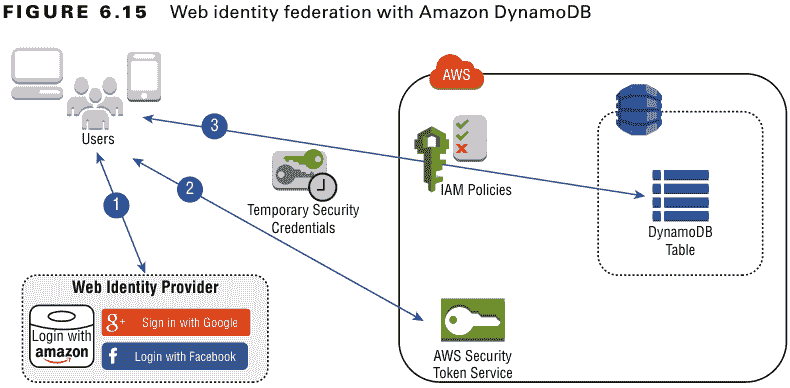 FIGURE 6.15 Web identity federation with Amazon DynamoDB
AWS
Users
3
2
1
IAM Policies
Temporary Security
Credentials
DynamoDB
Table
Web Identity Provider
Login with
amazon
g+ Sign in with Google
f Login with Facebook
AWS Security
Token Service